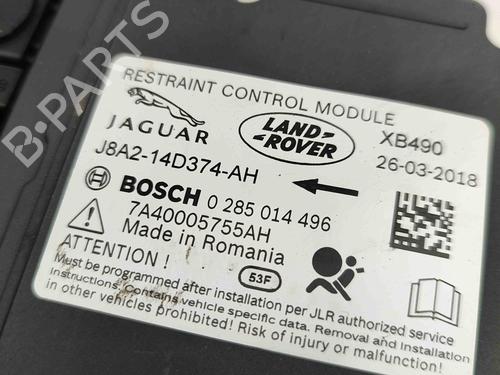 RESTRAINT CONTROL MODULE
JAGUAR
LAND-
ROVER
XB490
26-03-2018
J8A2-14D374-AH
BOSCH 0 285 014 496
7A40005755AH
Made in Romania
ATTENTION !
53F
Must be programmed after installation per JLR authorized service
Instructions. Contains vehicle specific data. Removal and Installation
in other vehicles prohibited! Risk of injury or malfunction!
B-PARTS